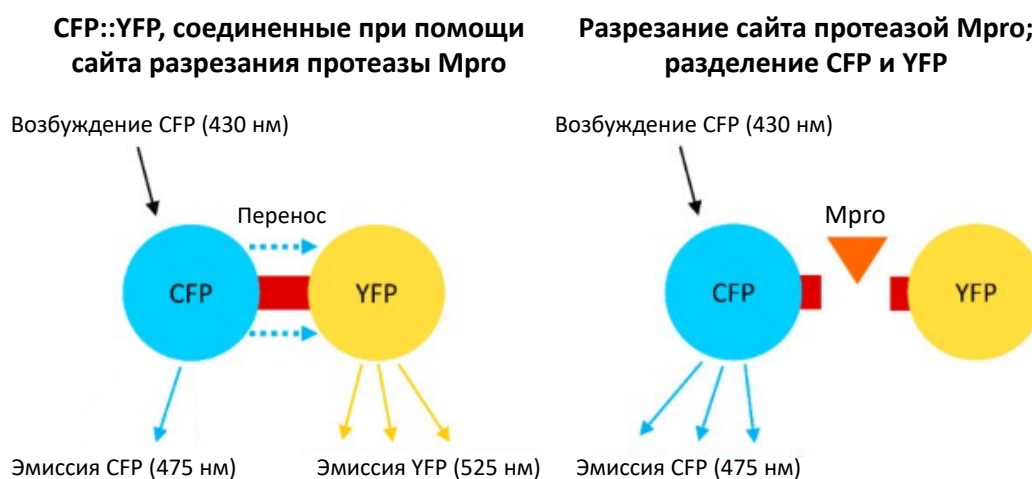 CFP::YFP, соединенные при помощи
сайта разрезания протеазы Mpro
Разрезание сайта протеазой Mpro;
разделение CFP и YFP
Возбуждение CFP (430 нм)
Возбуждение CFP (430 нм)
Перенос
Mpro
CFP
YFP
CFP
YFP
Эмиссия CFP (475 нм)
Эмиссия YFP (525 нм)
Эмиссия CFP (475 нм)